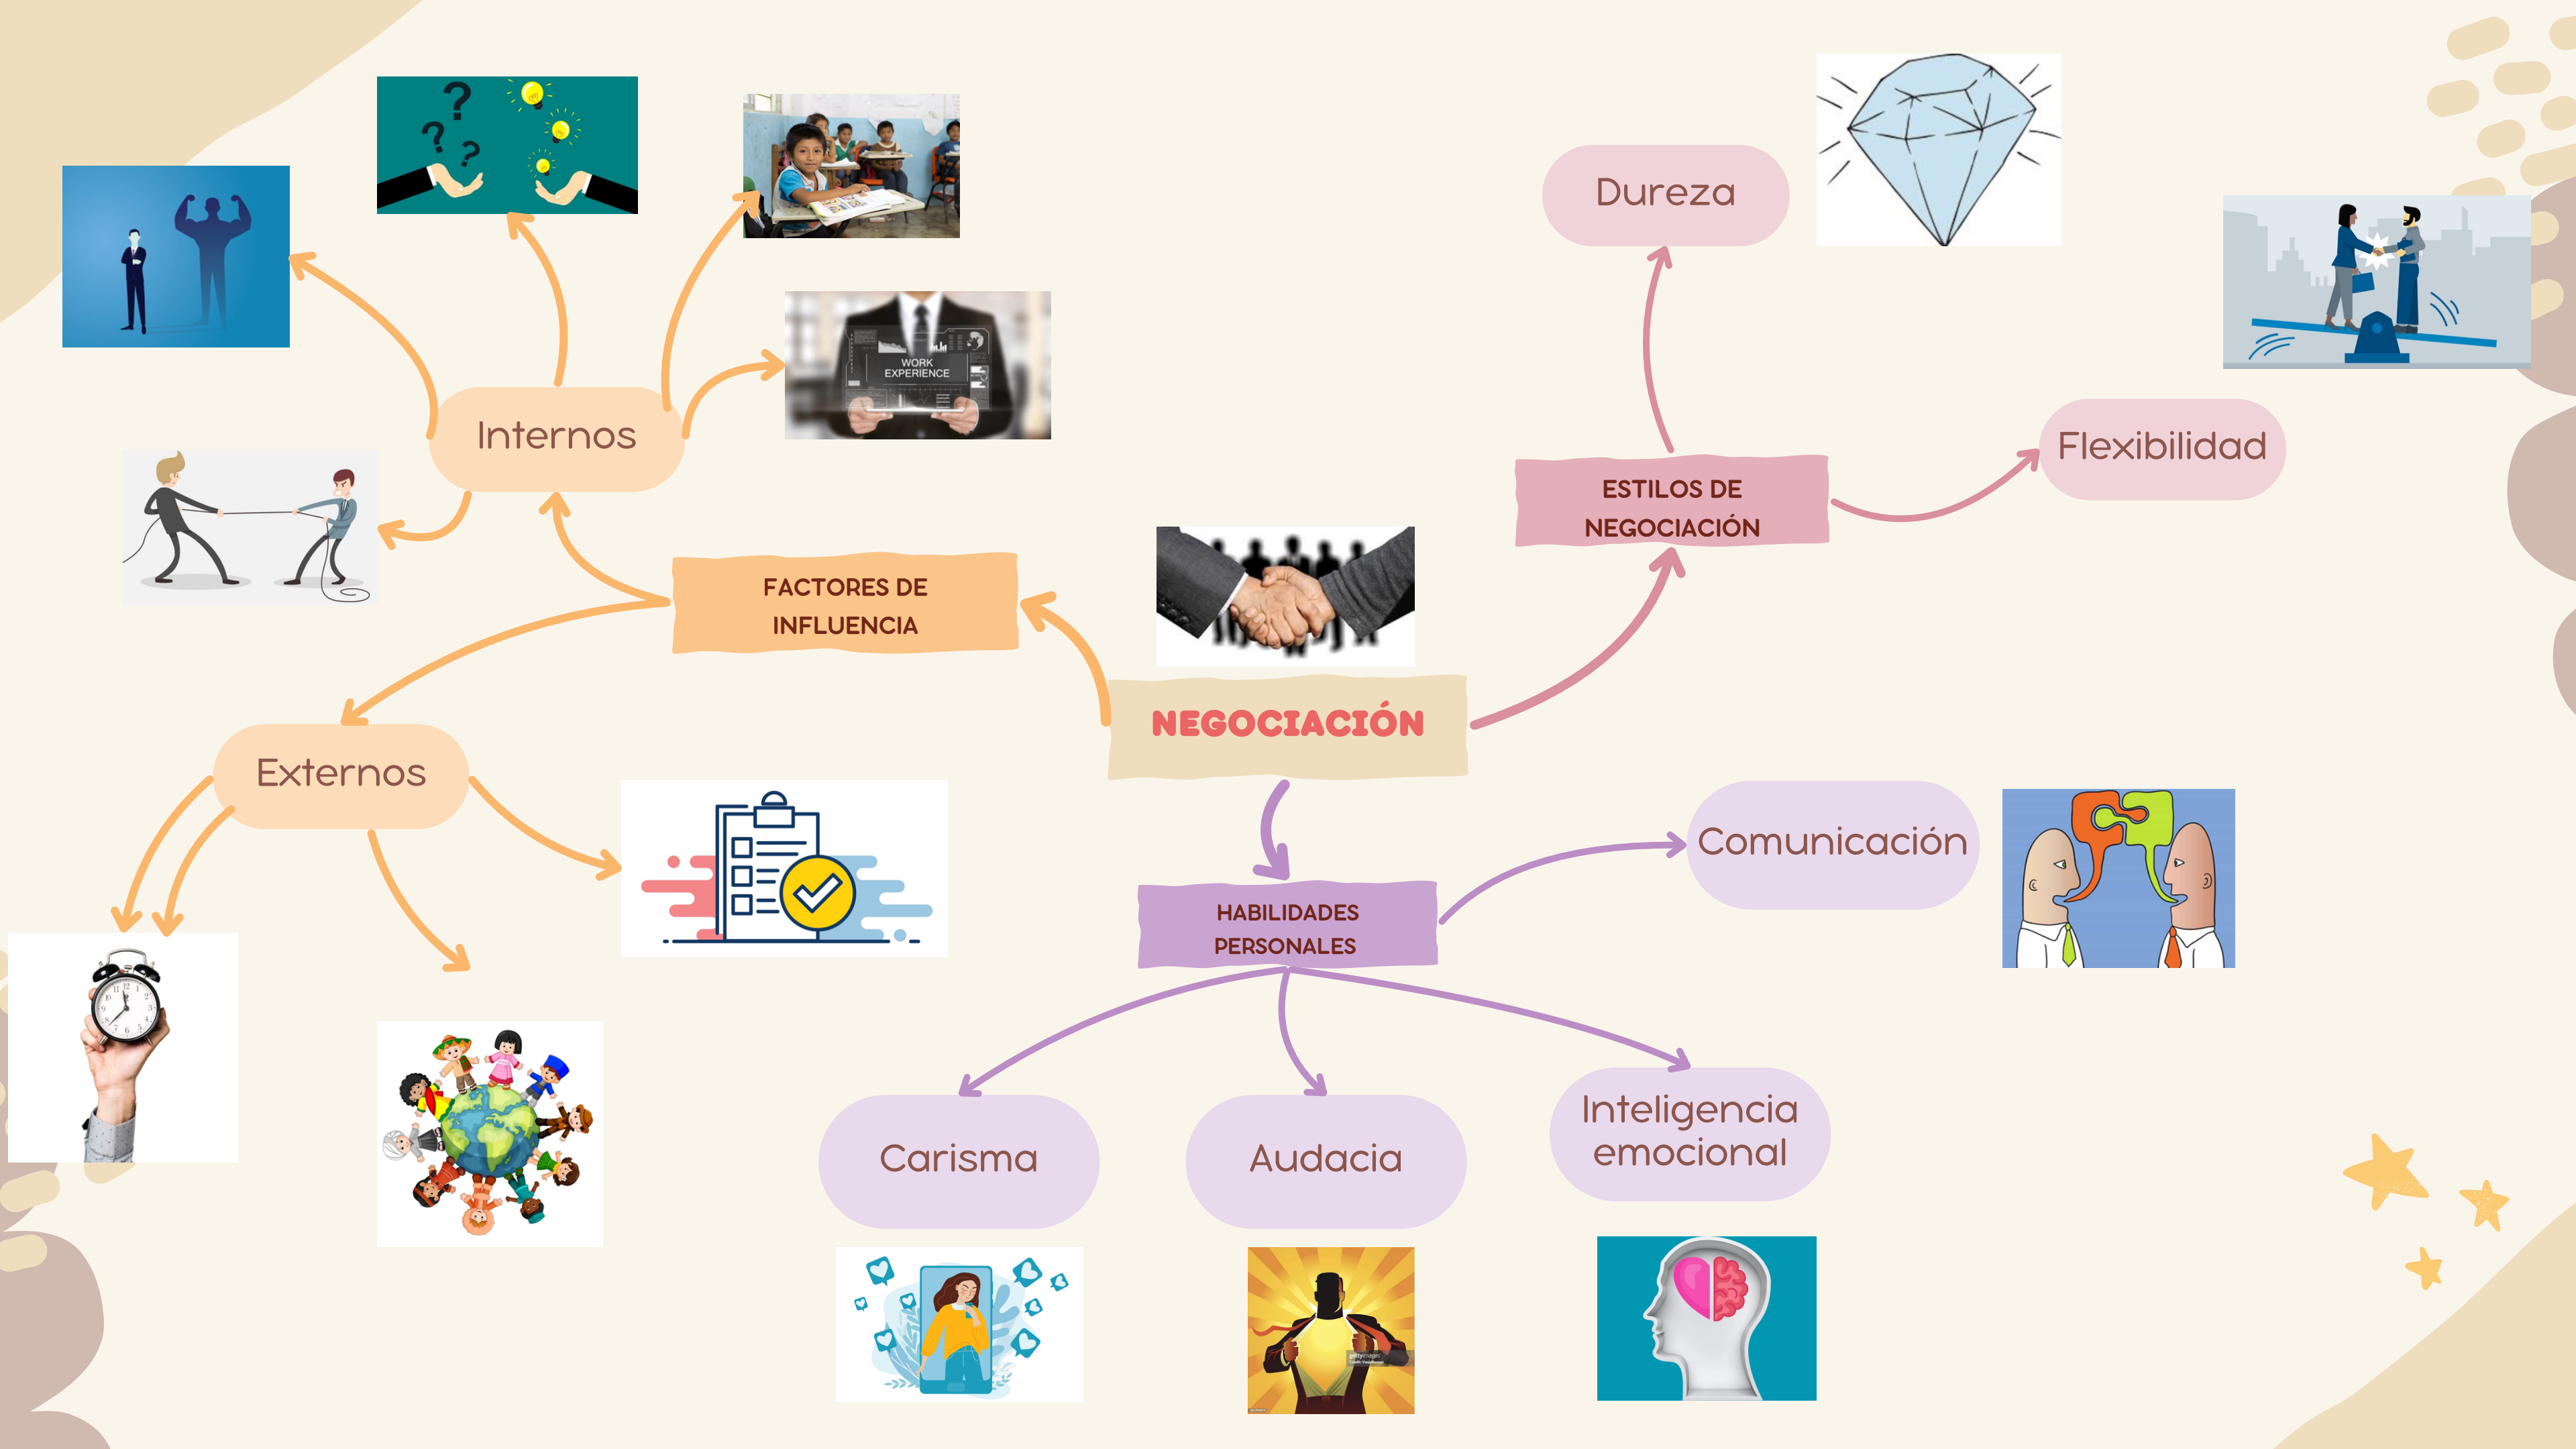 Dureza
WORK
EXPERIENCE
Internos
Flexibilidad
ESTILOS DE
NEGOCIACIÓN
FACTORES DE
INFLUENCIA
NEGOCIACIÓN
Externos
Comunicación
HABILIDADES
PERSONALES
Carisma
Audacia
Inteligencia
emocional
gettyimages